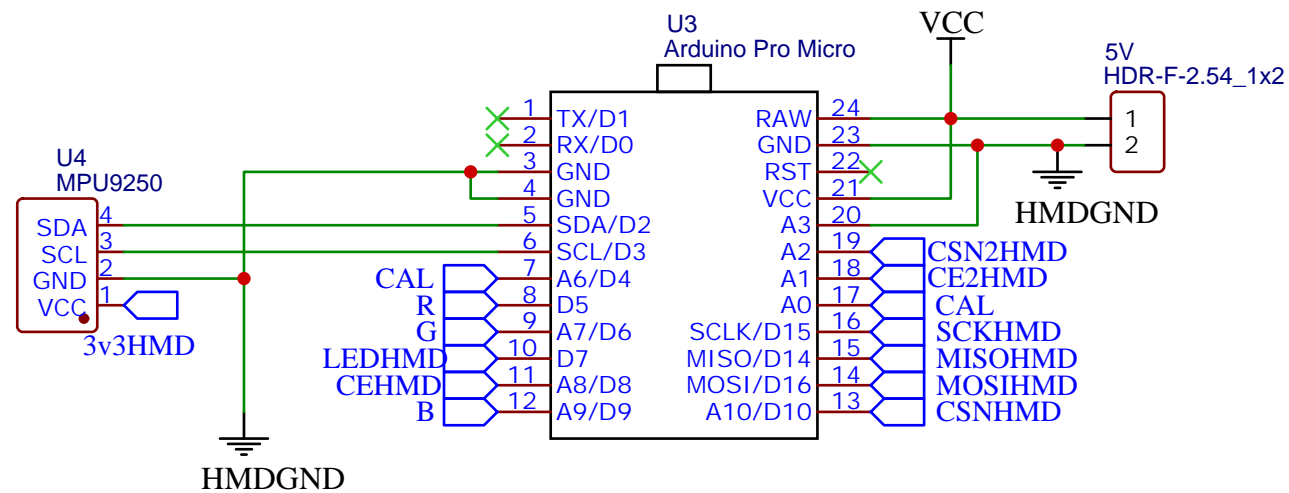 U3
Arduino Pro Micro
VCC
5V
HDR-F-2.54_1x2
1 TX/D1 RAW 24 1
2 RX/D0 GND 23 2
3 GND RST 22
4 GND VCC 21
5 SDA/D2 A3 20
6 SCL/D3 A2 19 CSN2HMD
CAL 7 A6/D4 A1 18 CE2HMD
R 8 D5 A0 17 CAL
G 9 A7/D6 SCLK/D15 16 SCKHMD
LEDHMD 10 D7 MISO/D14 15 MISOHMD
CEHMD 11 A8/D8 MOSI/D16 14 MOSIHMD
B 12 A9/D9 A10/D10 13 CSNHMD
HMDGND
U4
MPU9250
SDA 4
SCL 3
GND 2
VCC 1
3v3HMD
HMDGND